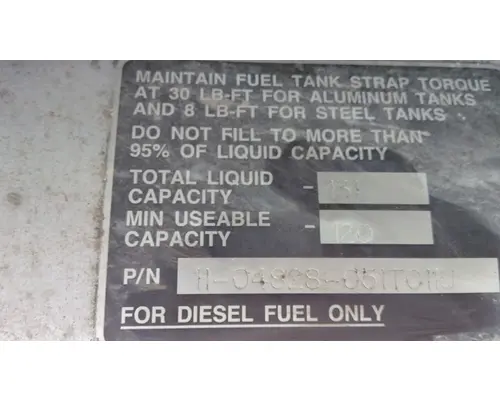 MAINTAIN FUEL TANK STRAP TORQUE
AT 30 LB-FT FOR ALUMINUM TANKS
AND 8 LB-FT FOR STEEL TANKS.
DO NOT FILL TO MORE THAN
95% OF LIQUID CAPACITY
TOTAL LIQUID
CAPACITY -
MIN USEABLE
CAPACITY - 120
P/N
FOR DIESEL FUEL ONLY